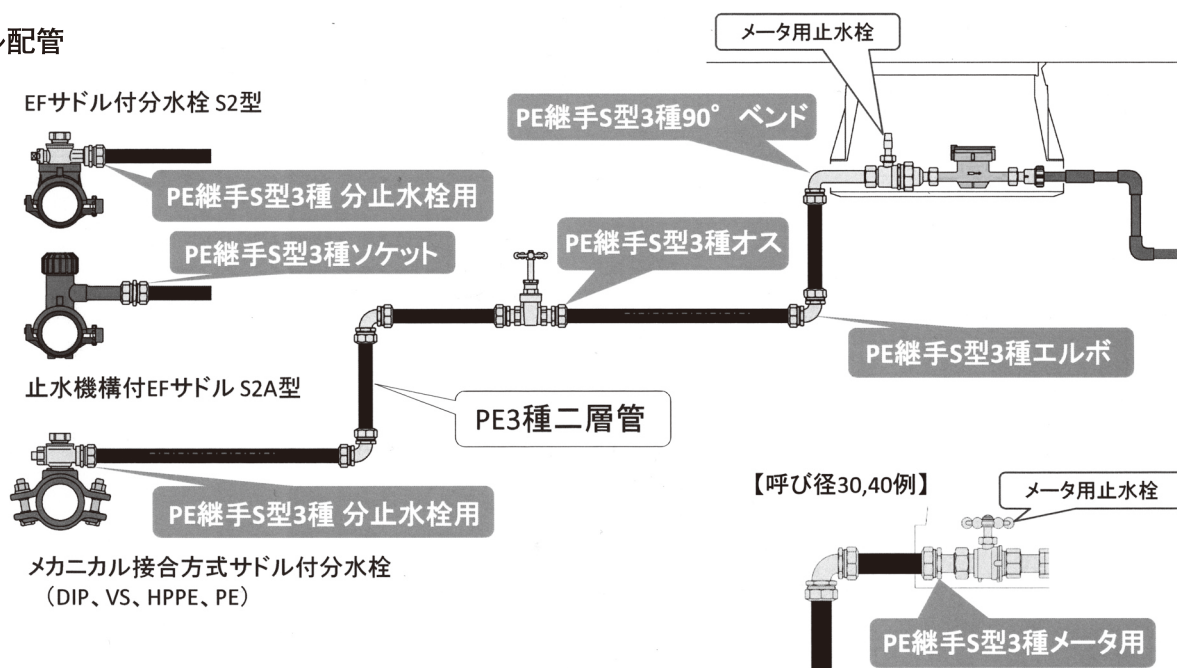 配管
EFサドル付分水栓 S2型
PE継手S型3種 分止水栓用
PE継手S型3種ソケット
止水機構付EFサドル S2A型
PE継手S型3種 分止水栓用
メカニカル接合方式サドル付分水栓
(DIP、VS、HPPE、PE)
PE3種二層管
PE継手S型3種オス
PE継手S型3種90° ベンド
メータ用止水栓
PE継手S型3種エルボ
【呼び径30,40例】
メータ用止水栓
PE継手S型3種メータ用